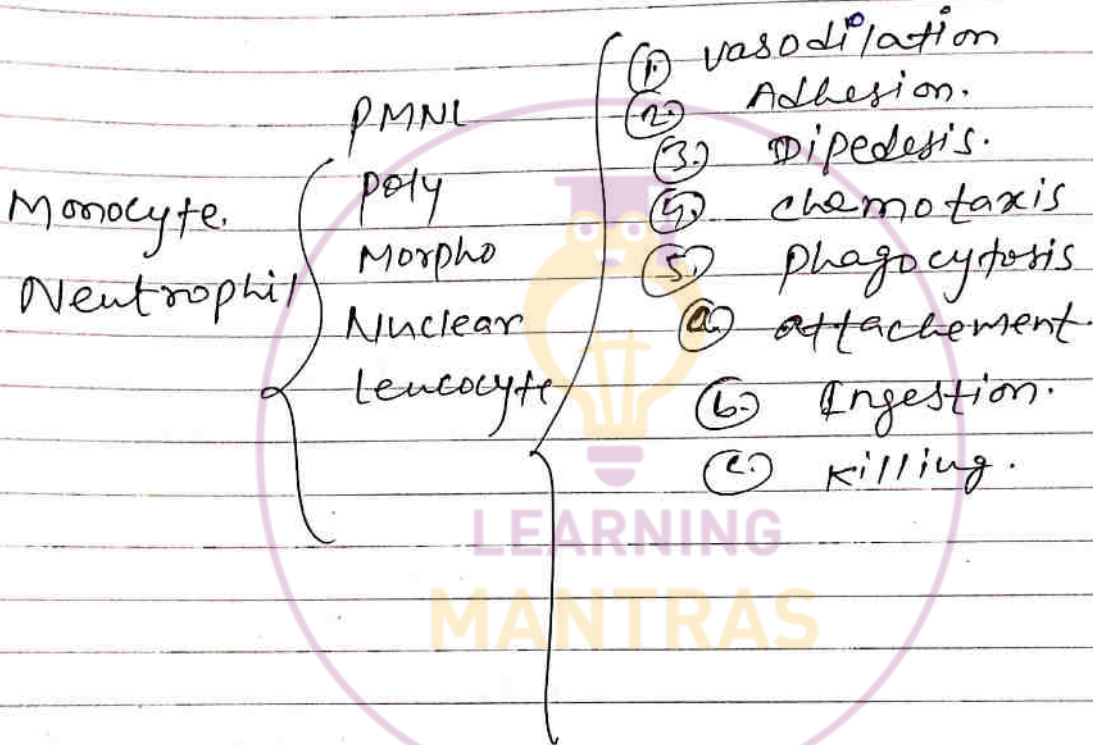 Monocyte.
Neutrophil
PMNL
Poly
Morpho
Nuclear
Leucocyte
1. vasodilation
2. Adhesion.
3. Dipedesis.
4. chemotaxis
5. Phagocytosis
a. attachement.
b. Ingestion.
c. Killing.
LEARNING
MANTRAS